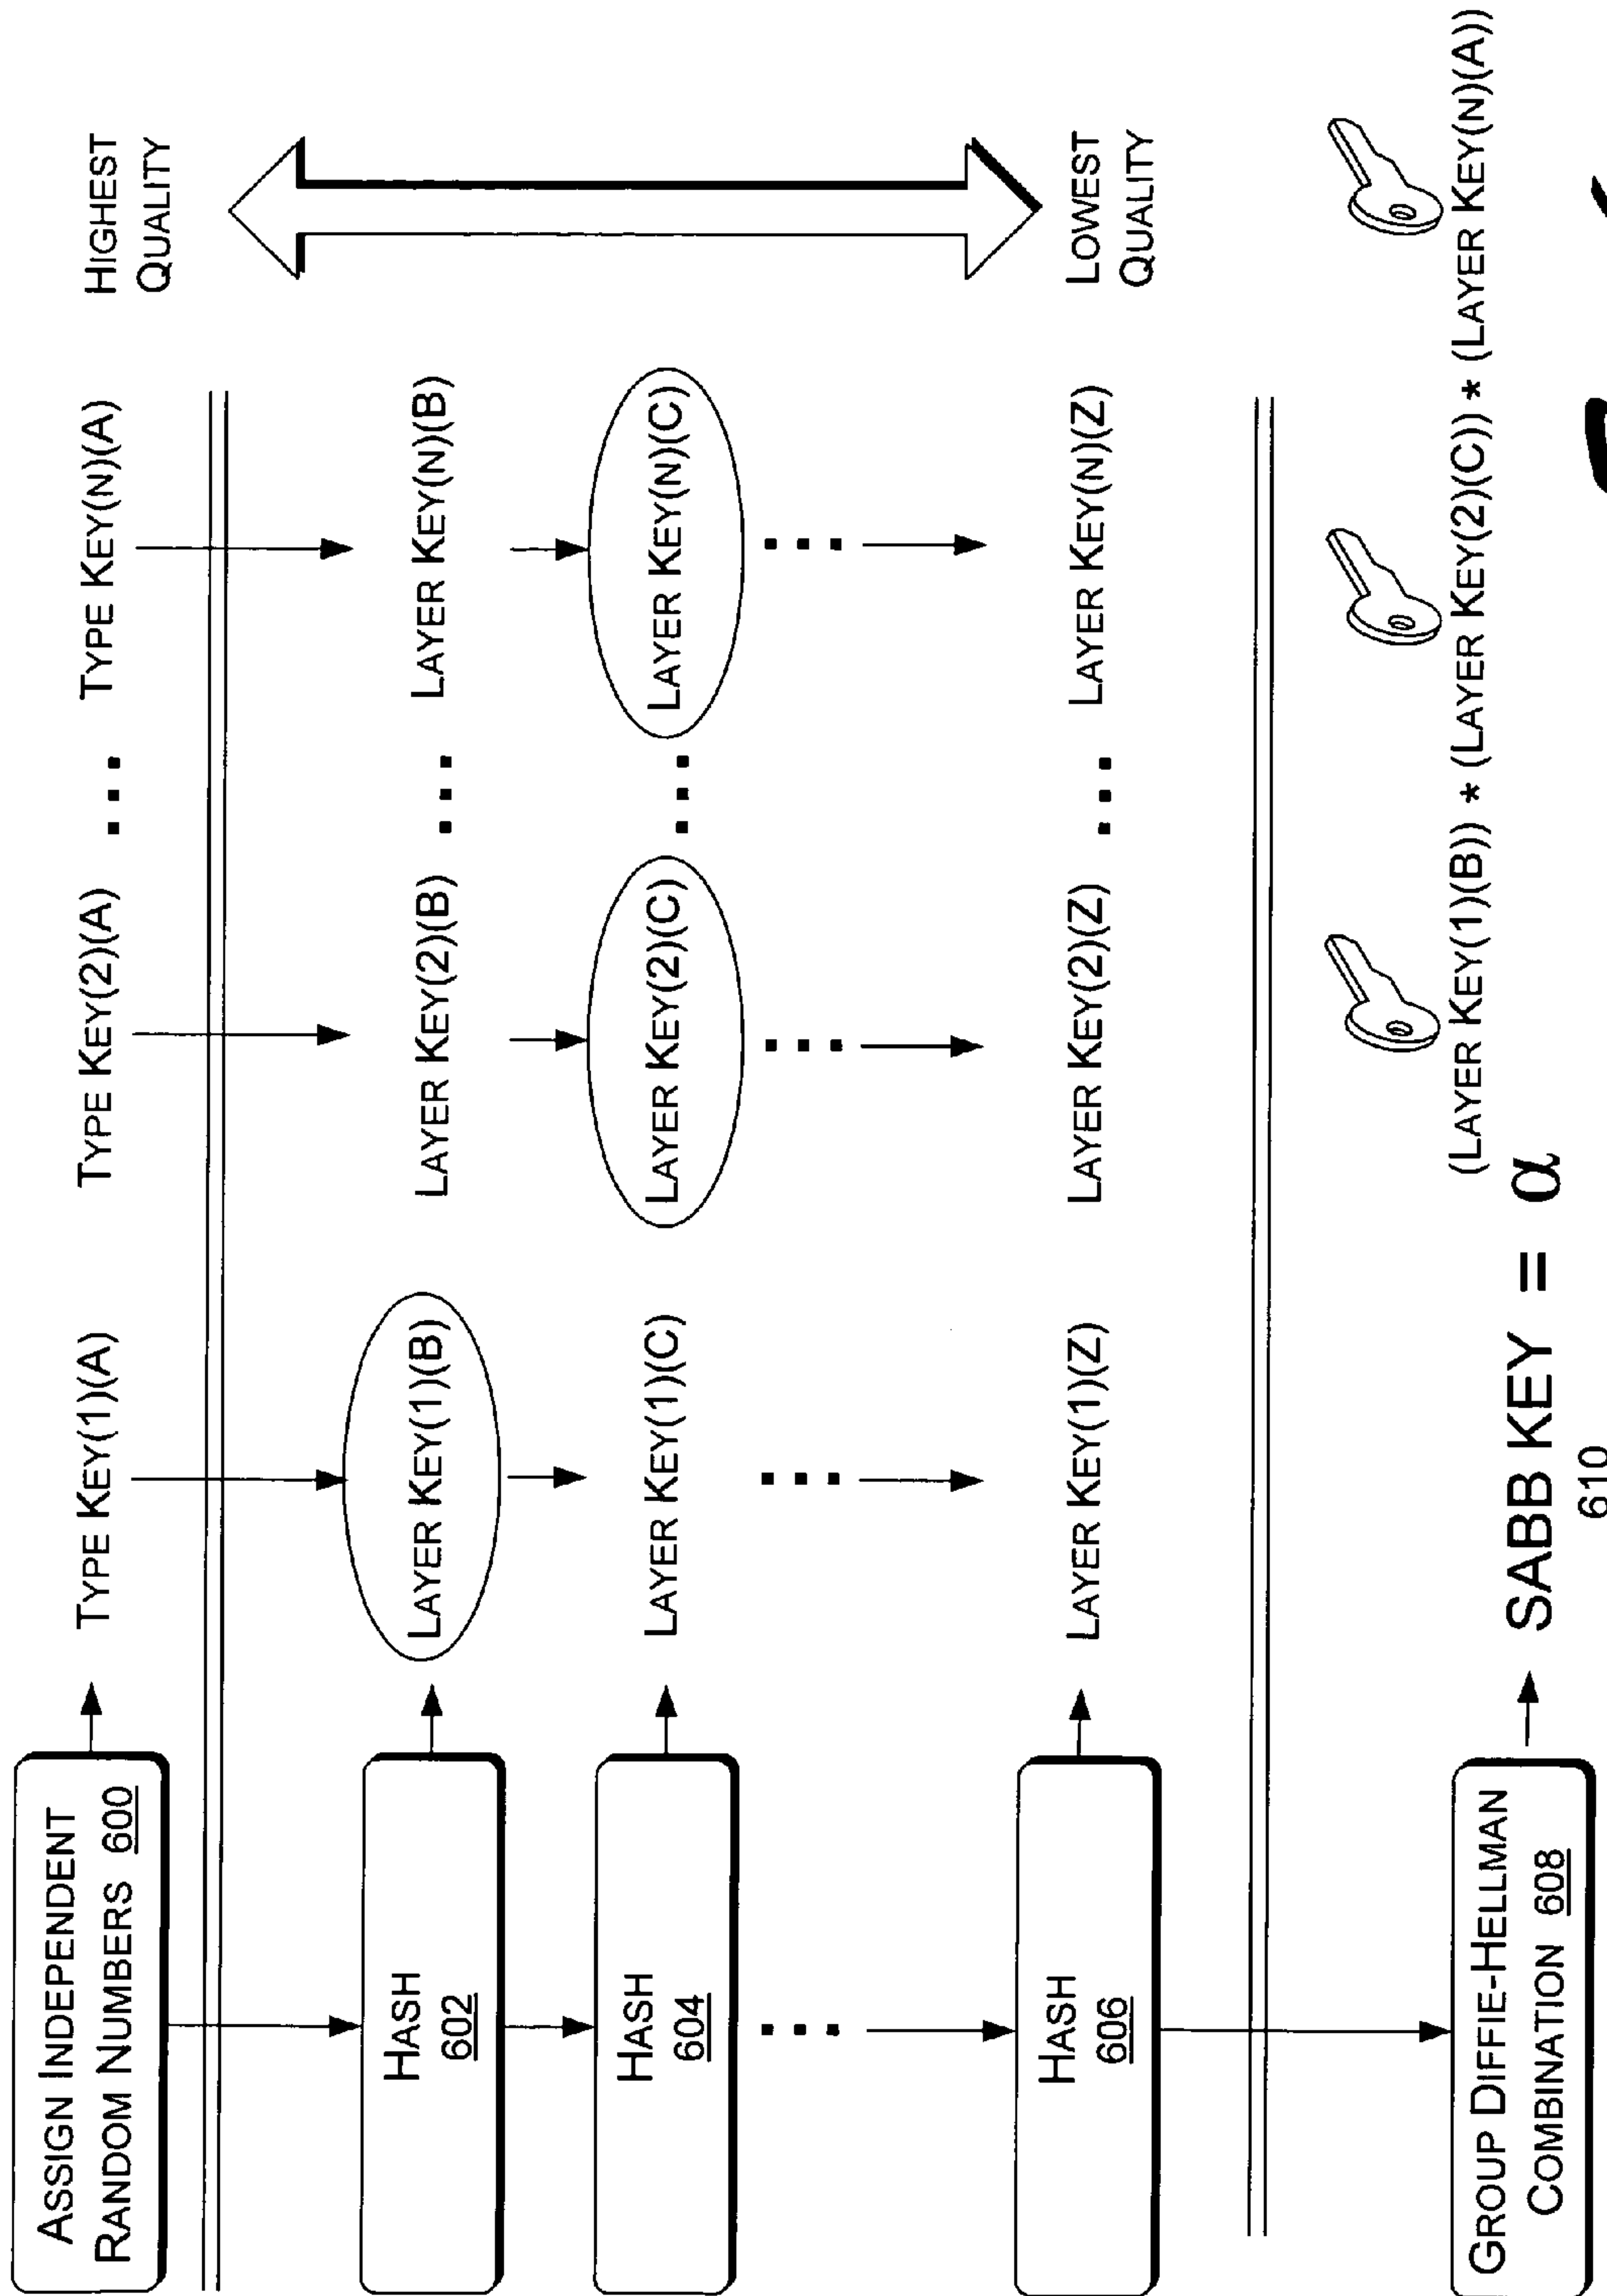 ASSIGN INDEPENDENT
RANDOM NUMBERS 600
TYPE KEY(1)(A)
TYPE KEY(2)(A)
...
TYPE KEY(N)(A)
HIGHEST
QUALITY
HASH
602
LAYER KEY(1)(B)
LAYER KEY(2)(B)
...
LAYER KEY(N)(B)
HASH
604
LAYER KEY(1)(C)
LAYER KEY(2)(C)
...
LAYER KEY(N)(C)
...
...
...
...
HASH
606
LAYER KEY(1)(Z)
LAYER KEY(2)(Z)
...
LAYER KEY(N)(Z)
LOWEST
QUALITY
GROUP DIFFIE-HELLMAN
COMBINATION 608
(LAYER KEY(1)(B)) * (LAYER KEY(2)(C)) * (LAYER KEY(N)(A))
SABB KEY = α
610